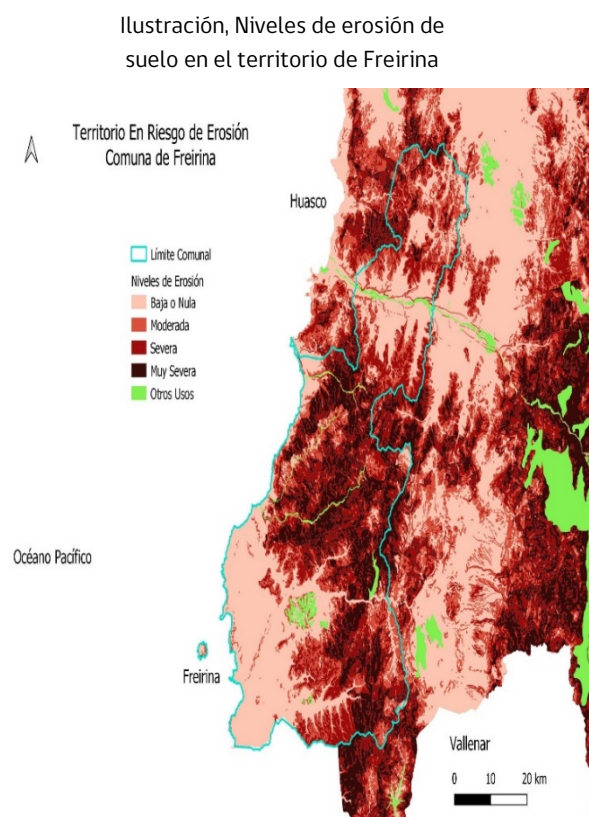 Ilustración, Niveles de erosión de
suelo en el territorio de Freirina
Territorio En Riesgo de Erosión
Comuna de Freirina
Huasco
Límite Comunal
Niveles de Erosión
Baja o Nula
Moderada
Severa
Muy Severa
Otros Usos
Océano Pacífico
Freirina
Vallenar
0 10 20 km